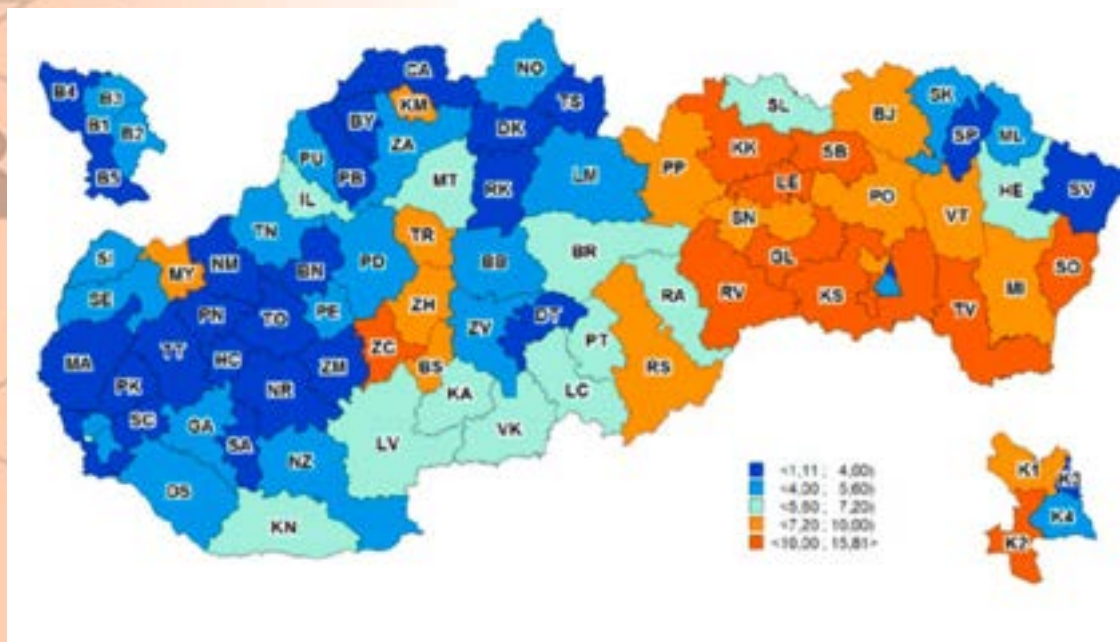 CA
NO
B4
B3
KM
TS
SL
SK
BJ
B1
BY
DK
SP
ML
B2
ZA
KK
SB
PU
PP
B5
PB
MT
RK
LM
LE
HE
SV
IL
PO
SN
VT
TN
TR
SI
NM
BB
BR
GL
SO
MY
BN
PD
RA
RV
KS
MI
SE
PE
ZH
TV
PN
TO
ZV
DT
MA
TT
HC
ZC
PT
ZM
BS
RS
PK
NR
KA
LC
SC
GA
VK
SA
LV
NZ
DS
KN
<1,11 ; 4,00)
<4,00 ; 5,60)
<5,60 ; 7,20)
<7,20 ; 10,00)
<10,00 ; 15,81>
K1
K3
K4
K2